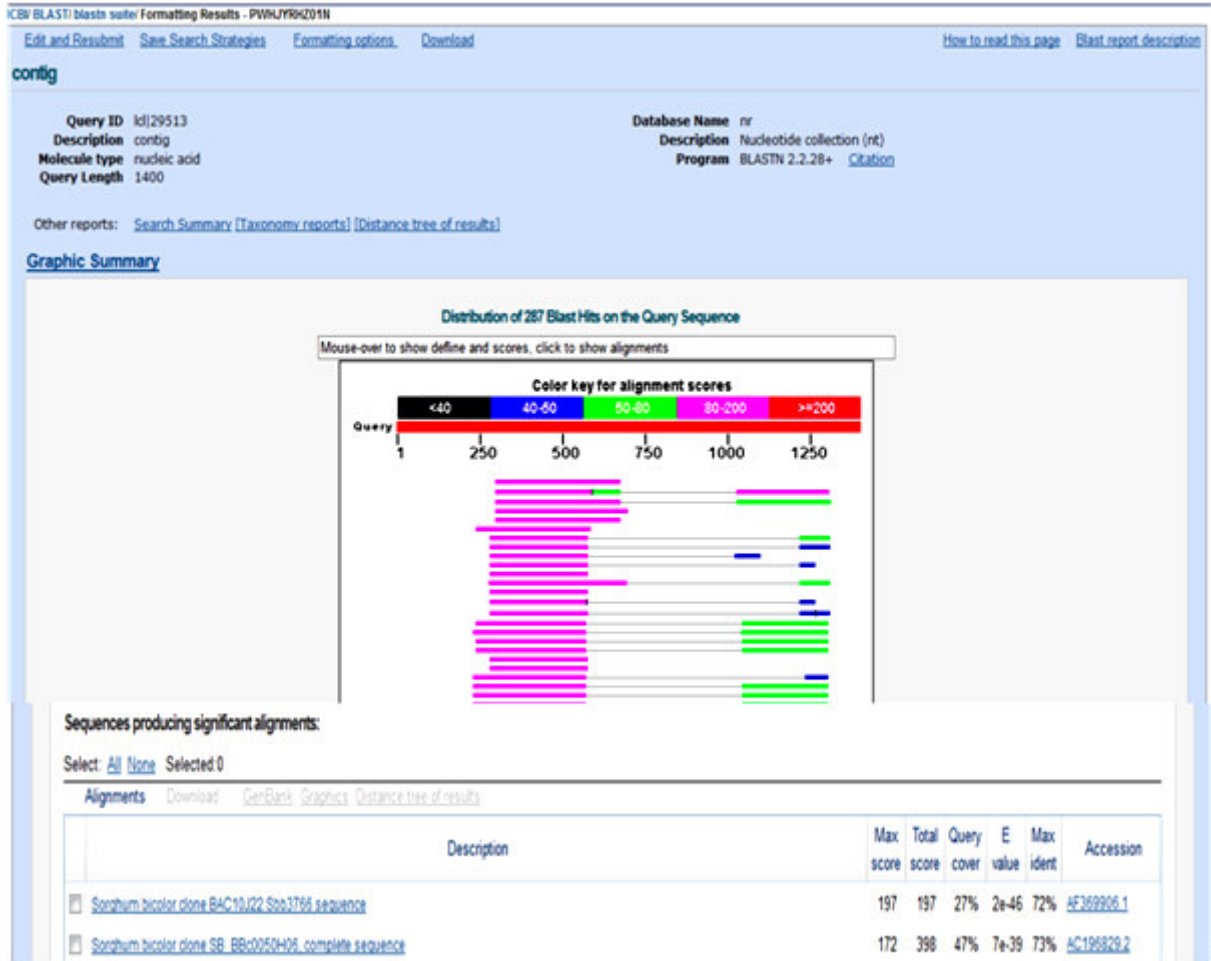 CBI/ BLAST/ blastn suite/ Formatting Results - PWHJYRHZ01N
Edit and Resubmit Save Search Strategies Formatting options Download How to read this page Blast report description
contig
Query ID lcl|29513
Description contig
Molecule type nucleic acid
Query Length 1400
Database Name nr
Description Nucleotide collection (nt)
Program BLASTN 2.2.28+ Citation
Other reports: Search Summary [Taxonomy reports] [Distance tree of results]
Graphic Summary
Distribution of 287 Blast Hits on the Query Sequence
Mouse-over to show define and scores, click to show alignments
Color key for alignment scores
<40 40-50 50-80 80-200 >=200
Query
1 250 500 750 1000 1250
Sequences producing significant alignments:
Select: All None Selected:0
Alignments Download GenBank Graphics Distance tree of results
Description Max score Total score Query cover E value Max ident Accession
Sorghum bicolor clone BAC10J22 Sbb3766 sequence 197 197 27% 2e-46 72% AF369906.1
Sorghum bicolor clone SB_BBc0050H06, complete sequence 172 398 47% 7e-39 73% AC196829.2